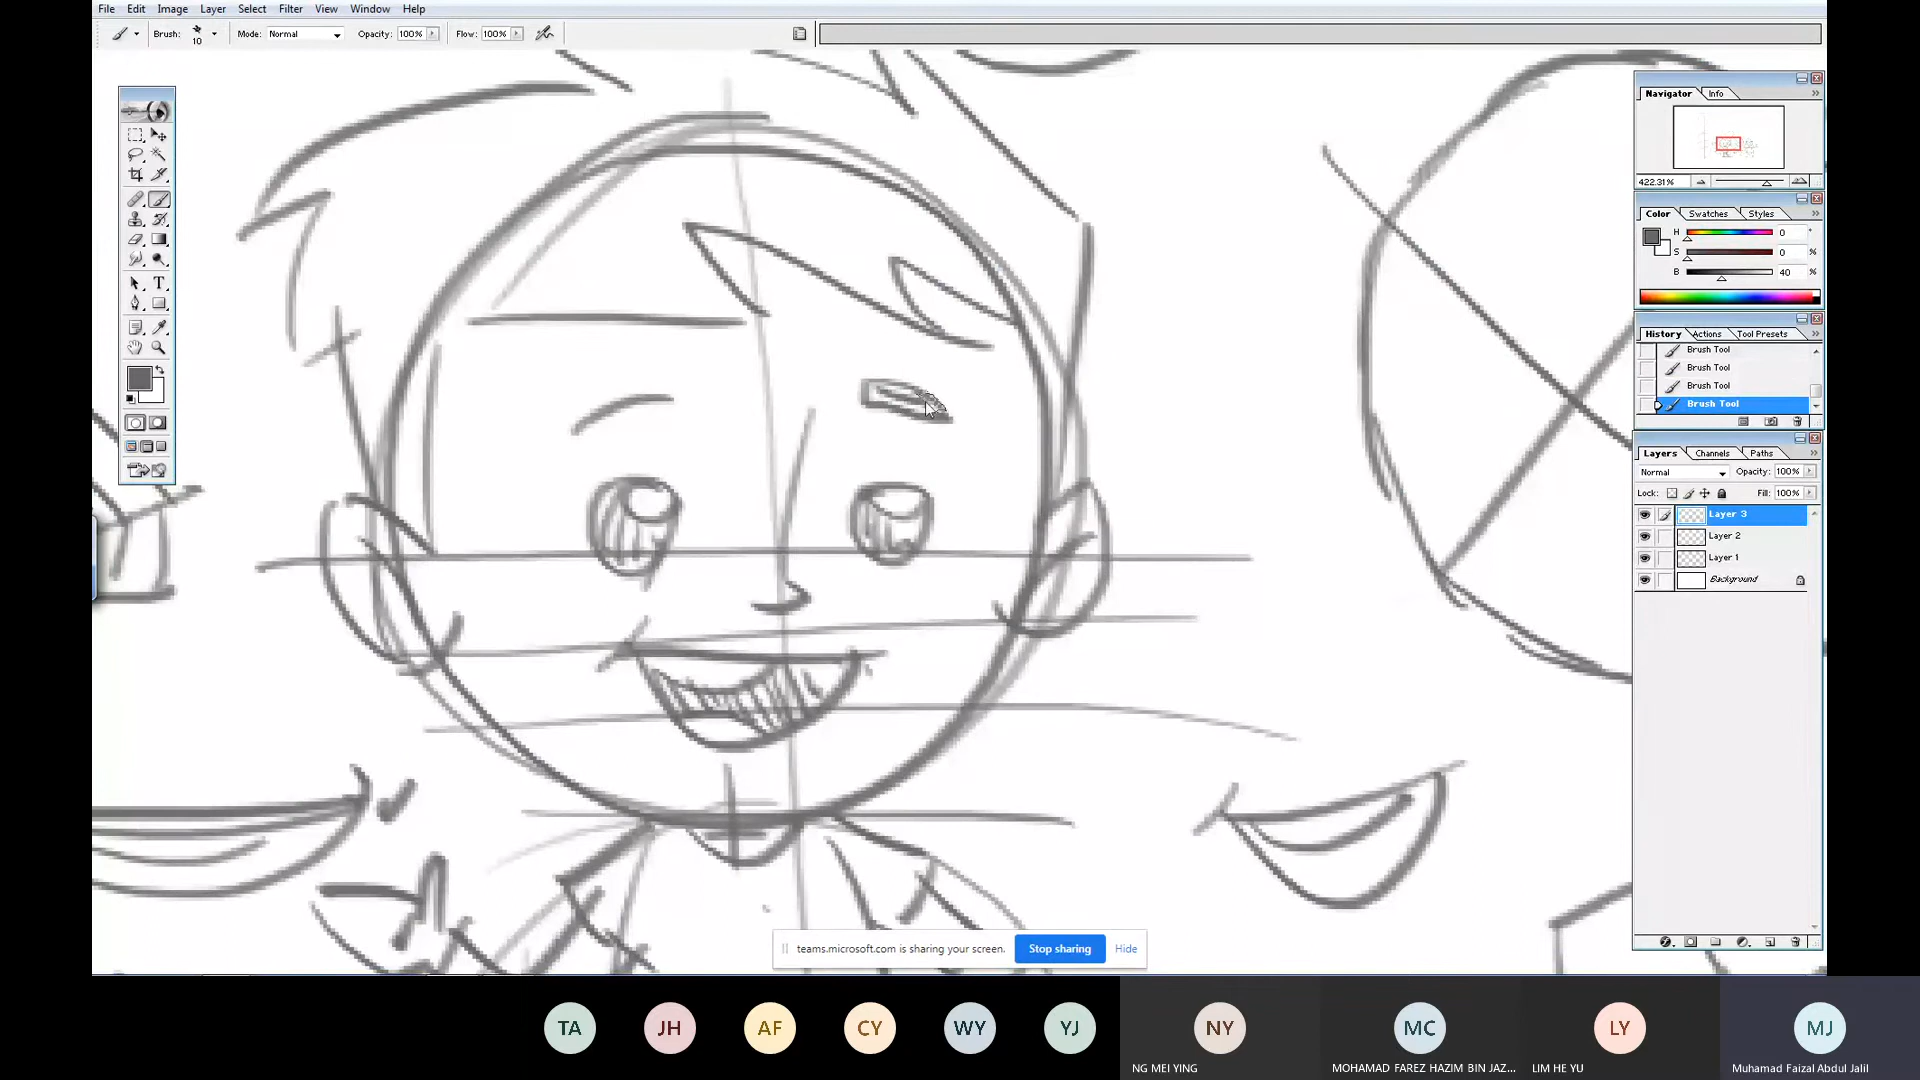 File Edit Image Layer Select Filter View Window Help
Brush: 10 Mode: Normal Opacity: 100% Flow: 100%
Navigator Info
422.31%
Color Swatches Styles
H 0 °
S 0 %
B 40 %
History Actions Tool Presets
Brush Tool
Brush Tool
Brush Tool
Brush Tool
Layers Channels Paths
Normal Opacity: 100%
Lock: Fill: 100%
Layer 3
Layer 2
Layer 1
Background
teams.microsoft.com is sharing your screen. Stop sharing Hide
TA JH AF CY WY YJ NY MC LY MJ
NG MEI YING MOHAMAD FAREZ HAZIM BIN JAZ... LIM HE YU Muhamad Faizal Abdul Jalil